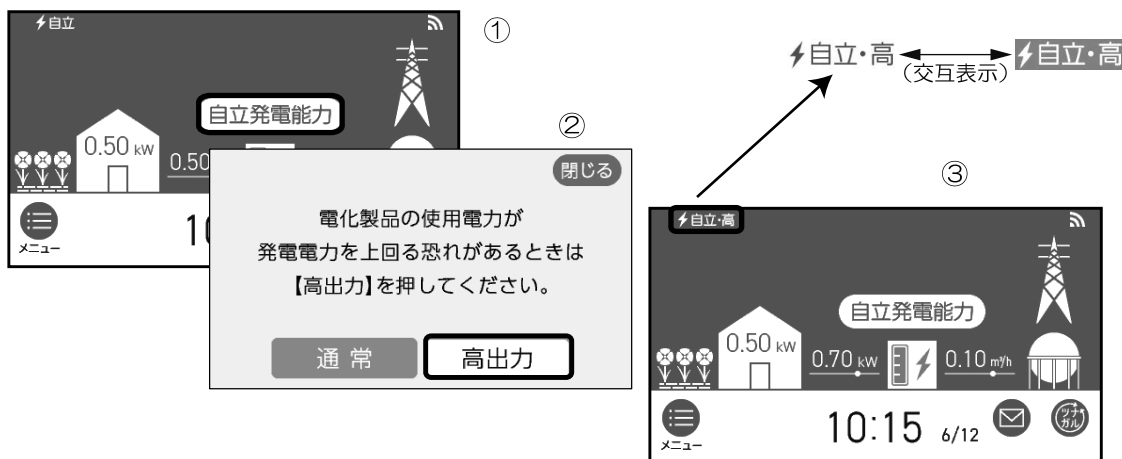 ⚡自立
①
自立発電能力
0.50 kW
0.50
メニュー
10
②
閉じる
電化製品の使用電力が
発電電力を上回る恐れがあるときは
【高出力】を押してください。
通常
高出力
⚡自立・高
(交互表示)
⚡自立・高
③
⚡自立・高
自立発電能力
0.50 kW
0.70 kW
0.10 m³/h
メニュー
10:15 6/12
ツナ
ガル